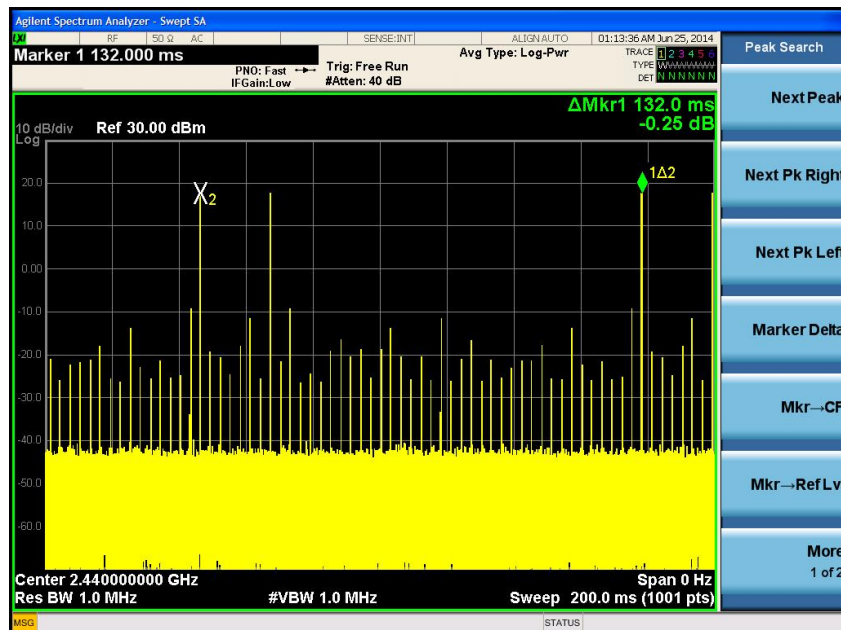 Agilent Spectrum Analyzer - Swept SA
LXI RF 50 Ω AC SENSE:INT ALIGN AUTO 01:13:36 AM Jun 25, 2014
Marker 1 132.000 ms
Avg Type: Log-Pwr
TRACE 1 2 3 4 5 6
TYPE
DET N N N N N N
PNO: Fast
IFGain:Low
Trig: Free Run
#Atten: 40 dB
ΔMkr1 132.0 ms
-0.25 dB
10 dB/div Ref 30.00 dBm
Log
20.0
10.0
0.00
-10.0
-20.0
-30.0
-40.0
-50.0
-60.0
X2
1Δ2
Center 2.440000000 GHz Span 0 Hz
Res BW 1.0 MHz #VBW 1.0 MHz Sweep 200.0 ms (1001 pts)
MSG STATUS
Peak Search
Next Peak
Next Pk Right
Next Pk Left
Marker Delta
Mkr→CF
Mkr→Ref Lv
More
1 of 2